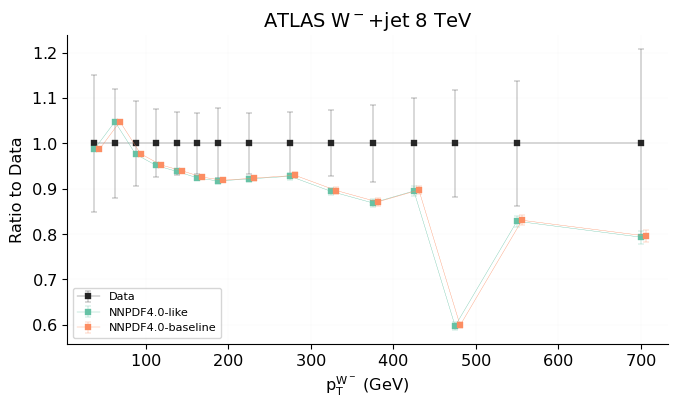 ATLAS W⁻+jet 8 TeV
Ratio to Data
1.2
1.1
1.0
0.9
0.8
0.7
0.6
Data
NNPDF4.0-like
NNPDF4.0-baseline
100 200 300 400 500 600 700
p_T^{W⁻} (GeV)